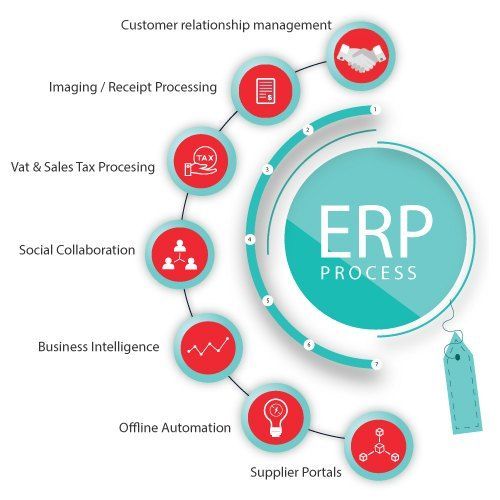 Customer relationship management
Imaging / Receipt Processing
$
Vat & Sales Tax Procesing
TAX
Social Collaboration
Business Intelligence
Offline Automation
Supplier Portals
1
2
3
4
5
6
7
ERP
PROCESS